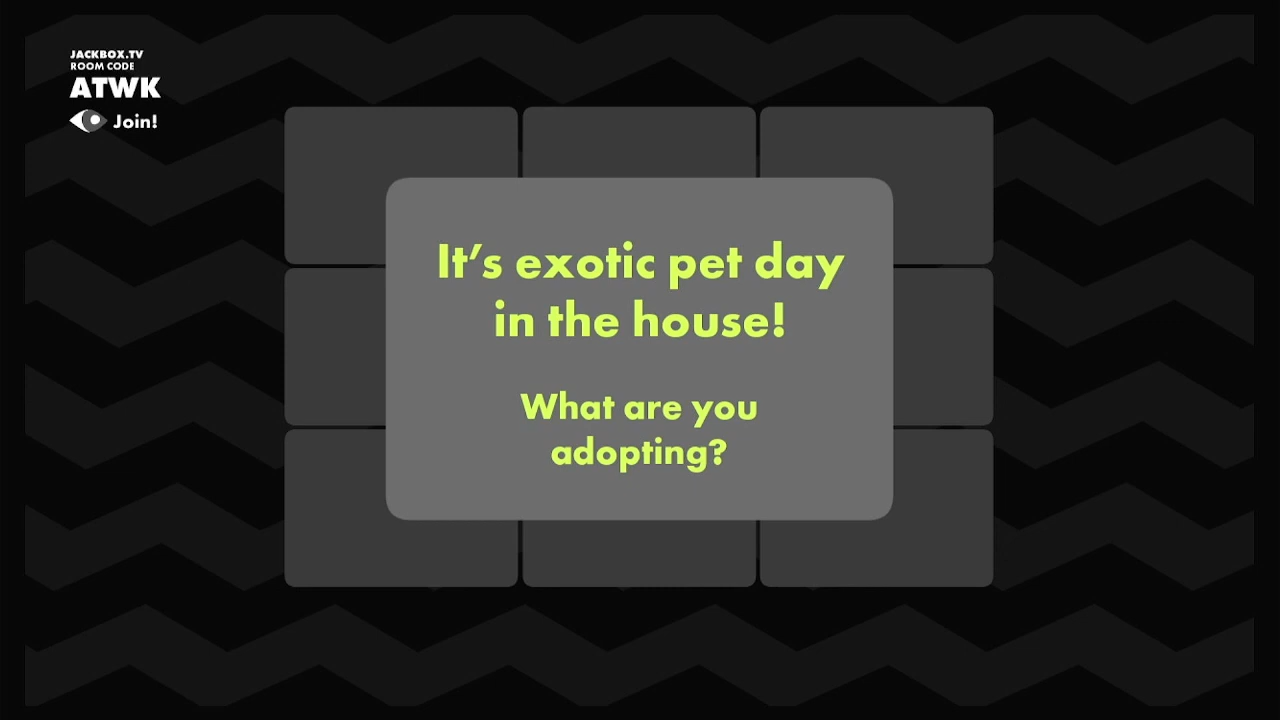 JACKBOX.TV
ROOM CODE
ATWK
Join!
It's exotic pet day
in the house!
What are you
adopting?